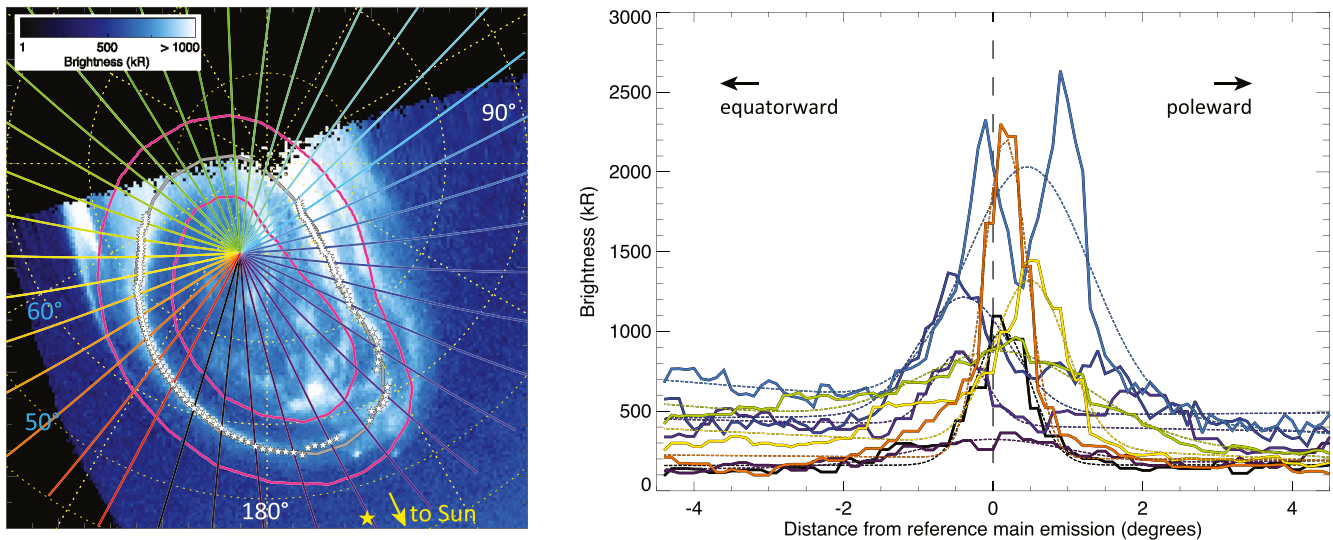 1 500 > 1000
Brightness (kR)
90°
60°
50°
180°
to Sun
3000
2500
2000
1500
1000
500
0
Brightness (kR)
equatorward
poleward
-4 -2 0 2 4
Distance from reference main emission (degrees)